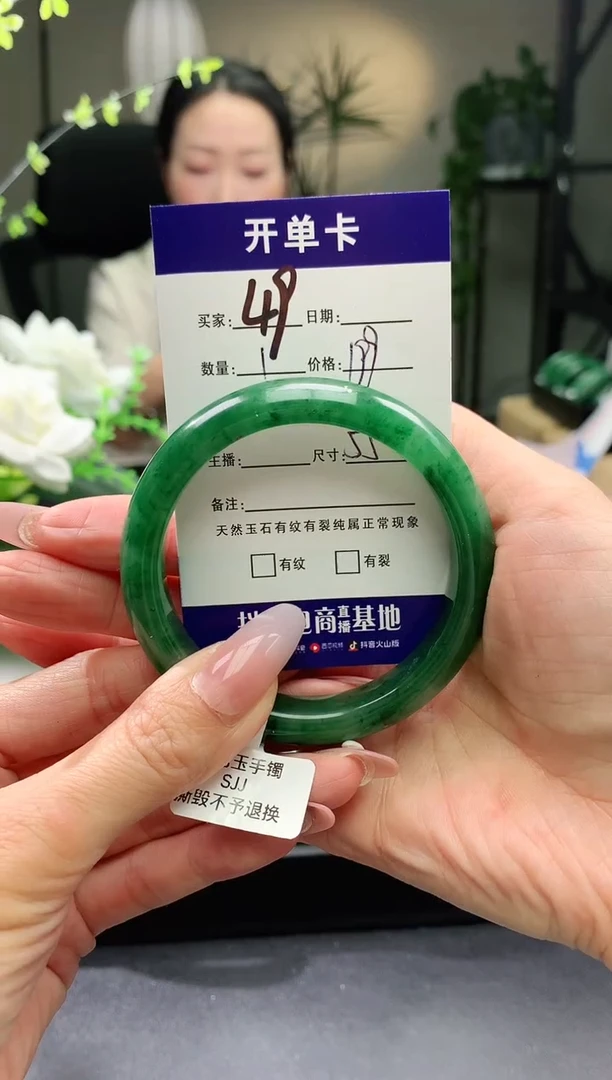 开单卡
买家: 49 日期:
数量: 1 价格: 199
主播: 尺寸:
备注:
天然玉石有纹有裂纯属正常现象
有纹 有裂
电商直播基地
西瓜视频 抖音火山版
玉手镯
SJJ
撕毁不予退换